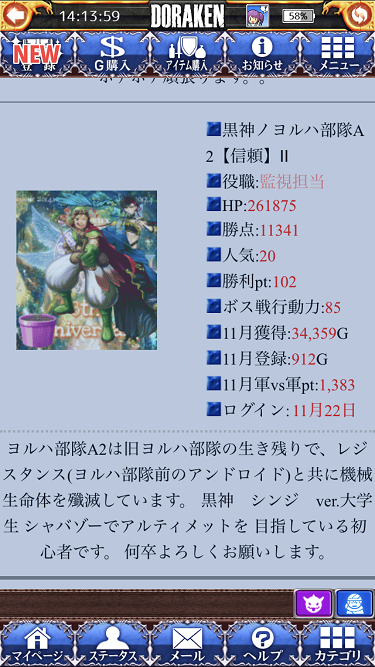 14:13:59
DORAKEN
58%
NEW
登 録
G購入
アイテム購入
お知らせ
メニュー
黒神ノヨルハ部隊A
2【信頼】II
役職:監視担当
HP:261875
勝点:11341
人気:20
勝利pt:102
ボス戦行動力:85
11月獲得:34,359G
11月登録:912G
11月軍vs軍pt:1,383
ログイン: 11月22日
ヨルハ部隊A2は旧ヨルハ部隊の生き残りで、レジ
スタンス(ヨルハ部隊前のアンドロイド)と共に機械
生命体を殲滅しています。 黒神 シンジ ver.大学
生 シャバゾーでアルティメットを 目指している初
心者です。 何卒よろしくお願いします。
マイページ
ステータス
メール
ヘルプ
カテゴリ